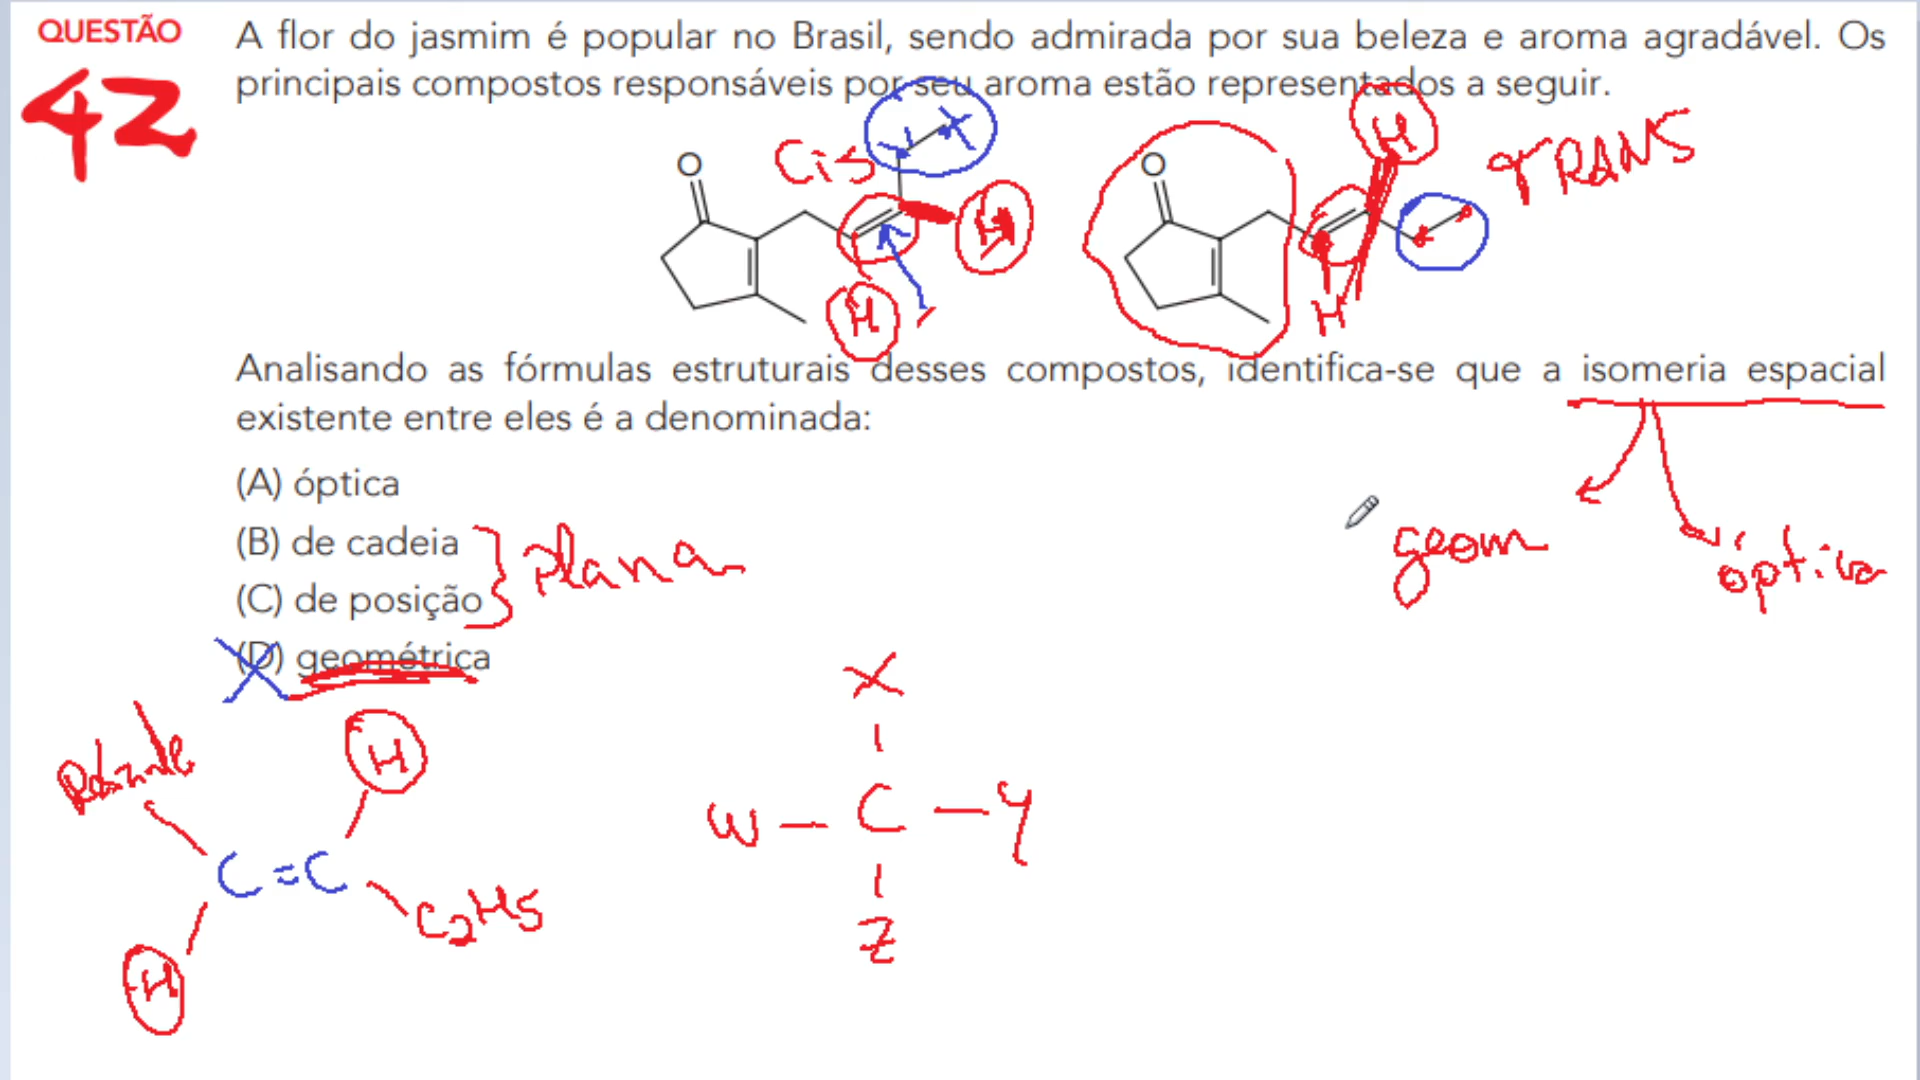 QUESTÃO
42
A flor do jasmim é popular no Brasil, sendo admirada por sua beleza e aroma agradável. Os
principais compostos responsáveis por seu aroma estão representados a seguir.
O
Cis
H
H
O
H
H
TRANS
Analisando as fórmulas estruturais desses compostos, identifica-se que a isomeria espacial
existente entre eles é a denominada:
(A) óptica
(B) de cadeia
(C) de posição
(D) geométrica
Plana
geom
óptica
H
C=C
H
C2H5
X
W - C - Y
Z